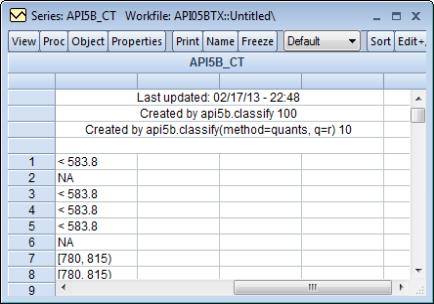 Series: API5B_CT Workfile: API05BTX::Untitled\
View Proc Object Properties Print Name Freeze Default Sort Edit+,
API5B_CT
Last updated: 02/17/13 - 22:48
Created by api5b.classify 100
Created by api5b.classify(method=quants, q=r) 10
1 < 583.8
2 NA
3 < 583.8
4 < 583.8
5 < 583.8
6 NA
7 [780, 815)
8 [780, 815)
9